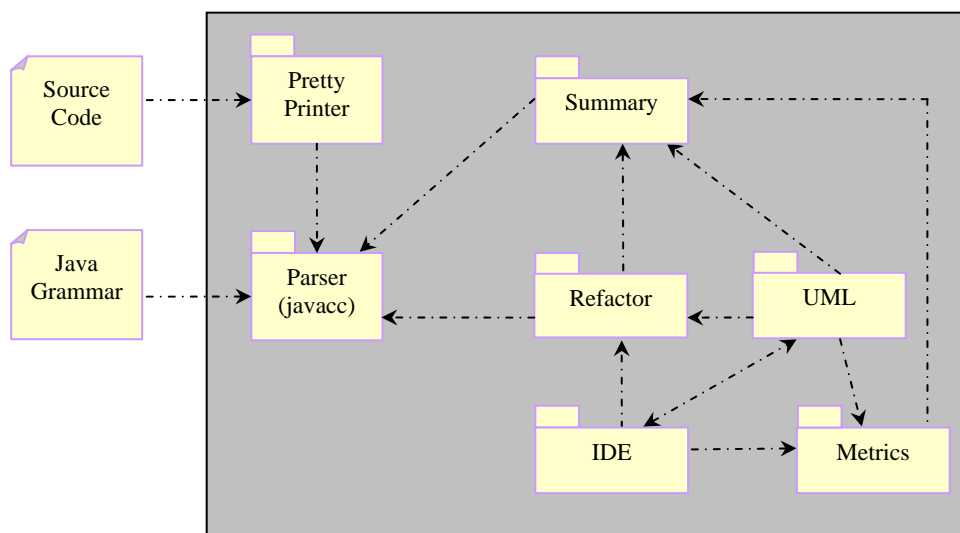 Source
Code
Pretty
Printer
Summary
Java
Grammar
Parser
(javacc)
Refactor
UML
IDE
Metrics